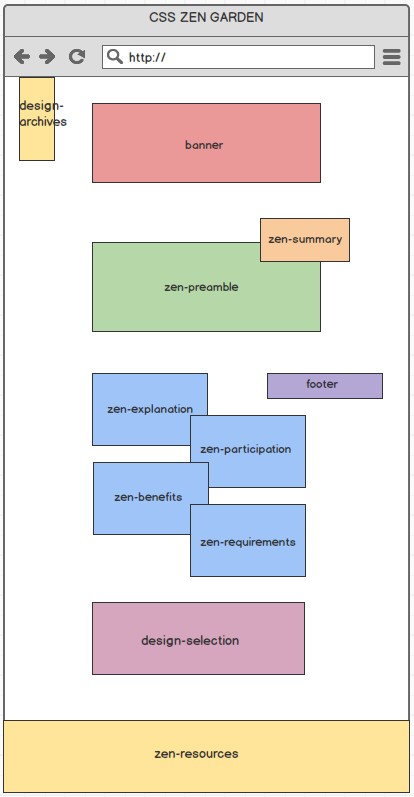 CSS ZEN GARDEN
http://
design-
archives
banner
zen-summary
zen-preamble
zen-explanation
footer
zen-participation
zen-benefits
zen-requirements
design-selection
zen-resources